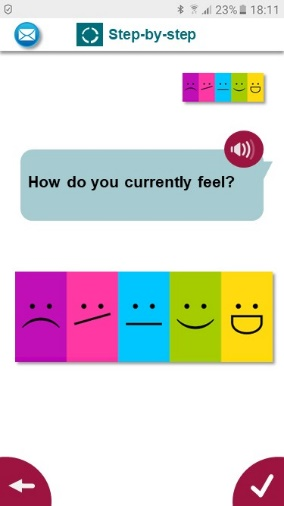 23% 18:11
Step-by-step
How do you currently feel?